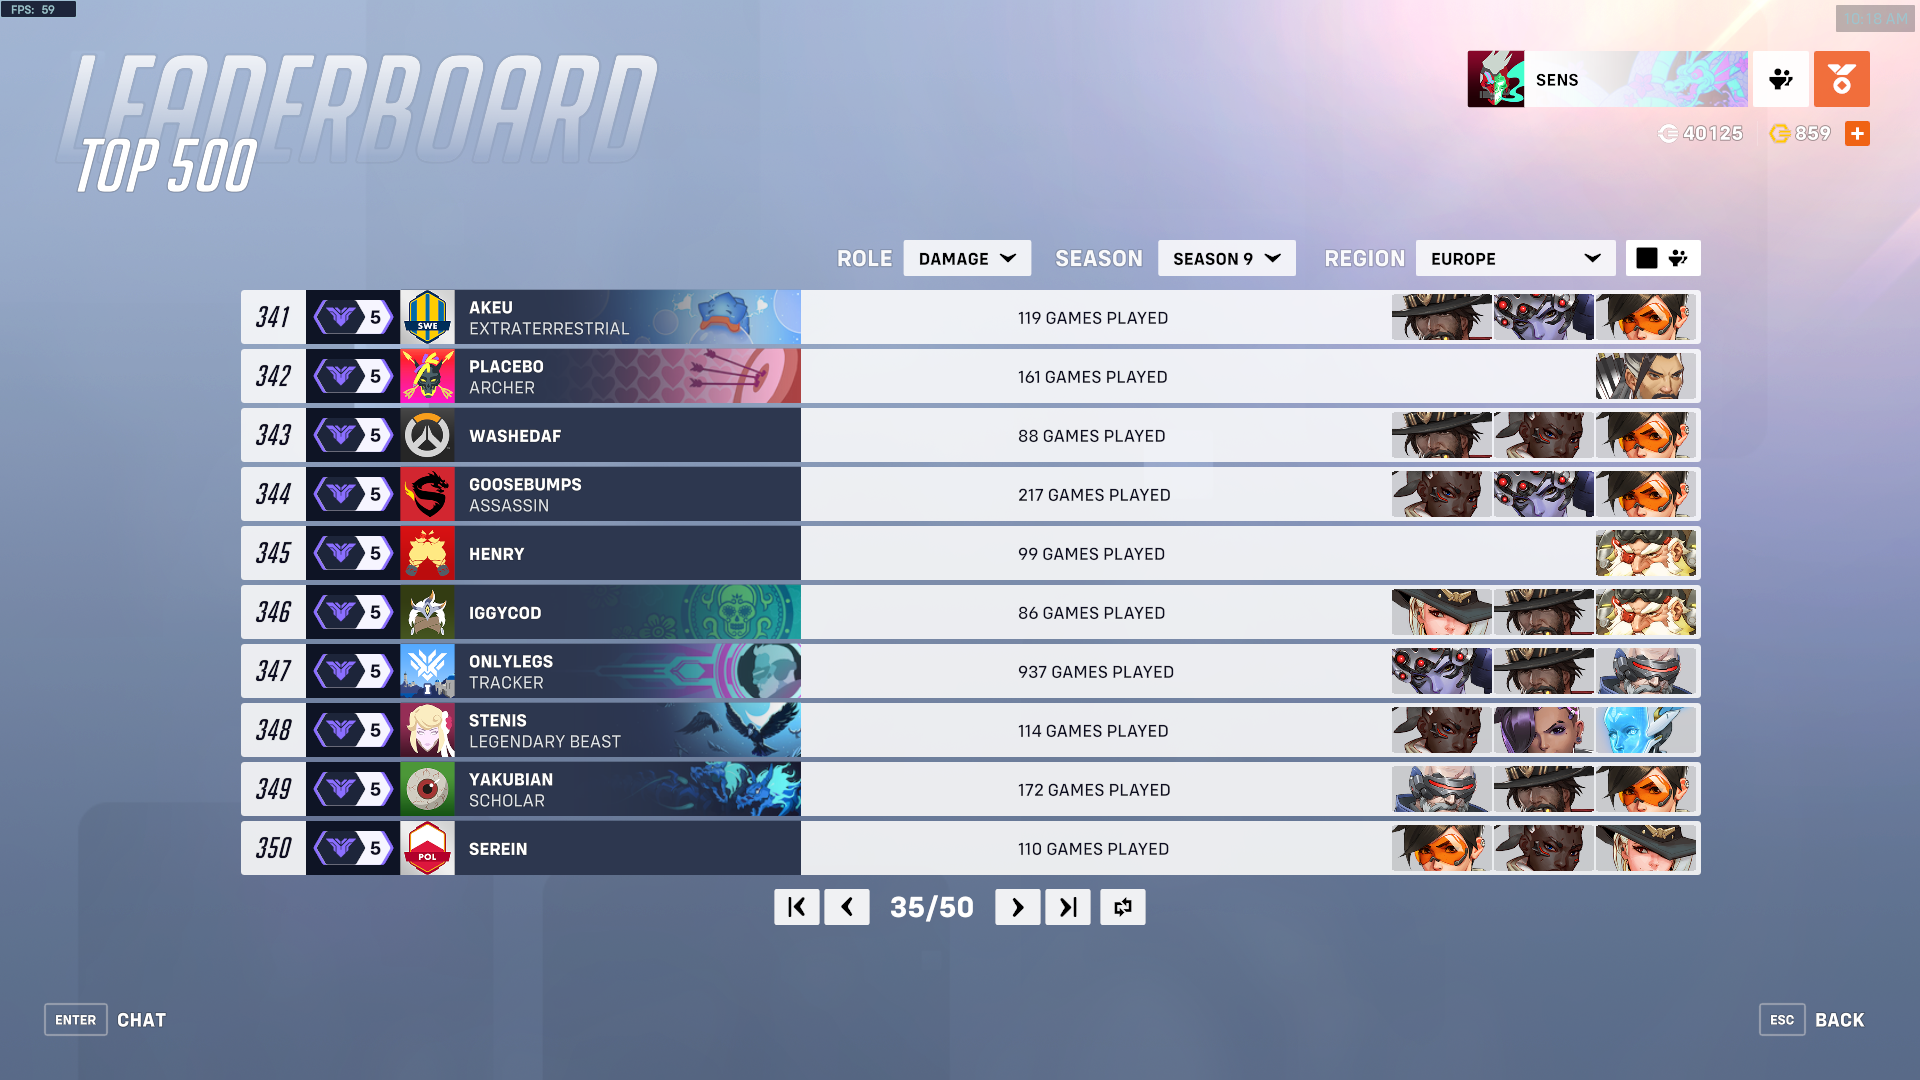 FPS: 59
10:18 AM
LEADERBOARD
TOP 500
SENS
40125
859
ROLE
DAMAGE
SEASON
SEASON 9
REGION
EUROPE
341
5
SWE
AKEU
EXTRATERRESTRIAL
119 GAMES PLAYED
342
5
PLACEBO
ARCHER
161 GAMES PLAYED
343
5
WASHEDAF
88 GAMES PLAYED
344
5
GOOSEBUMPS
ASSASSIN
217 GAMES PLAYED
345
5
HENRY
99 GAMES PLAYED
346
5
IGGYCOD
86 GAMES PLAYED
347
5
I
ONLYLEGS
TRACKER
937 GAMES PLAYED
348
5
STENIS
LEGENDARY BEAST
114 GAMES PLAYED
349
5
YAKUBIAN
SCHOLAR
172 GAMES PLAYED
350
5
POL
SEREIN
110 GAMES PLAYED
35/50
ENTER CHAT
ESC BACK